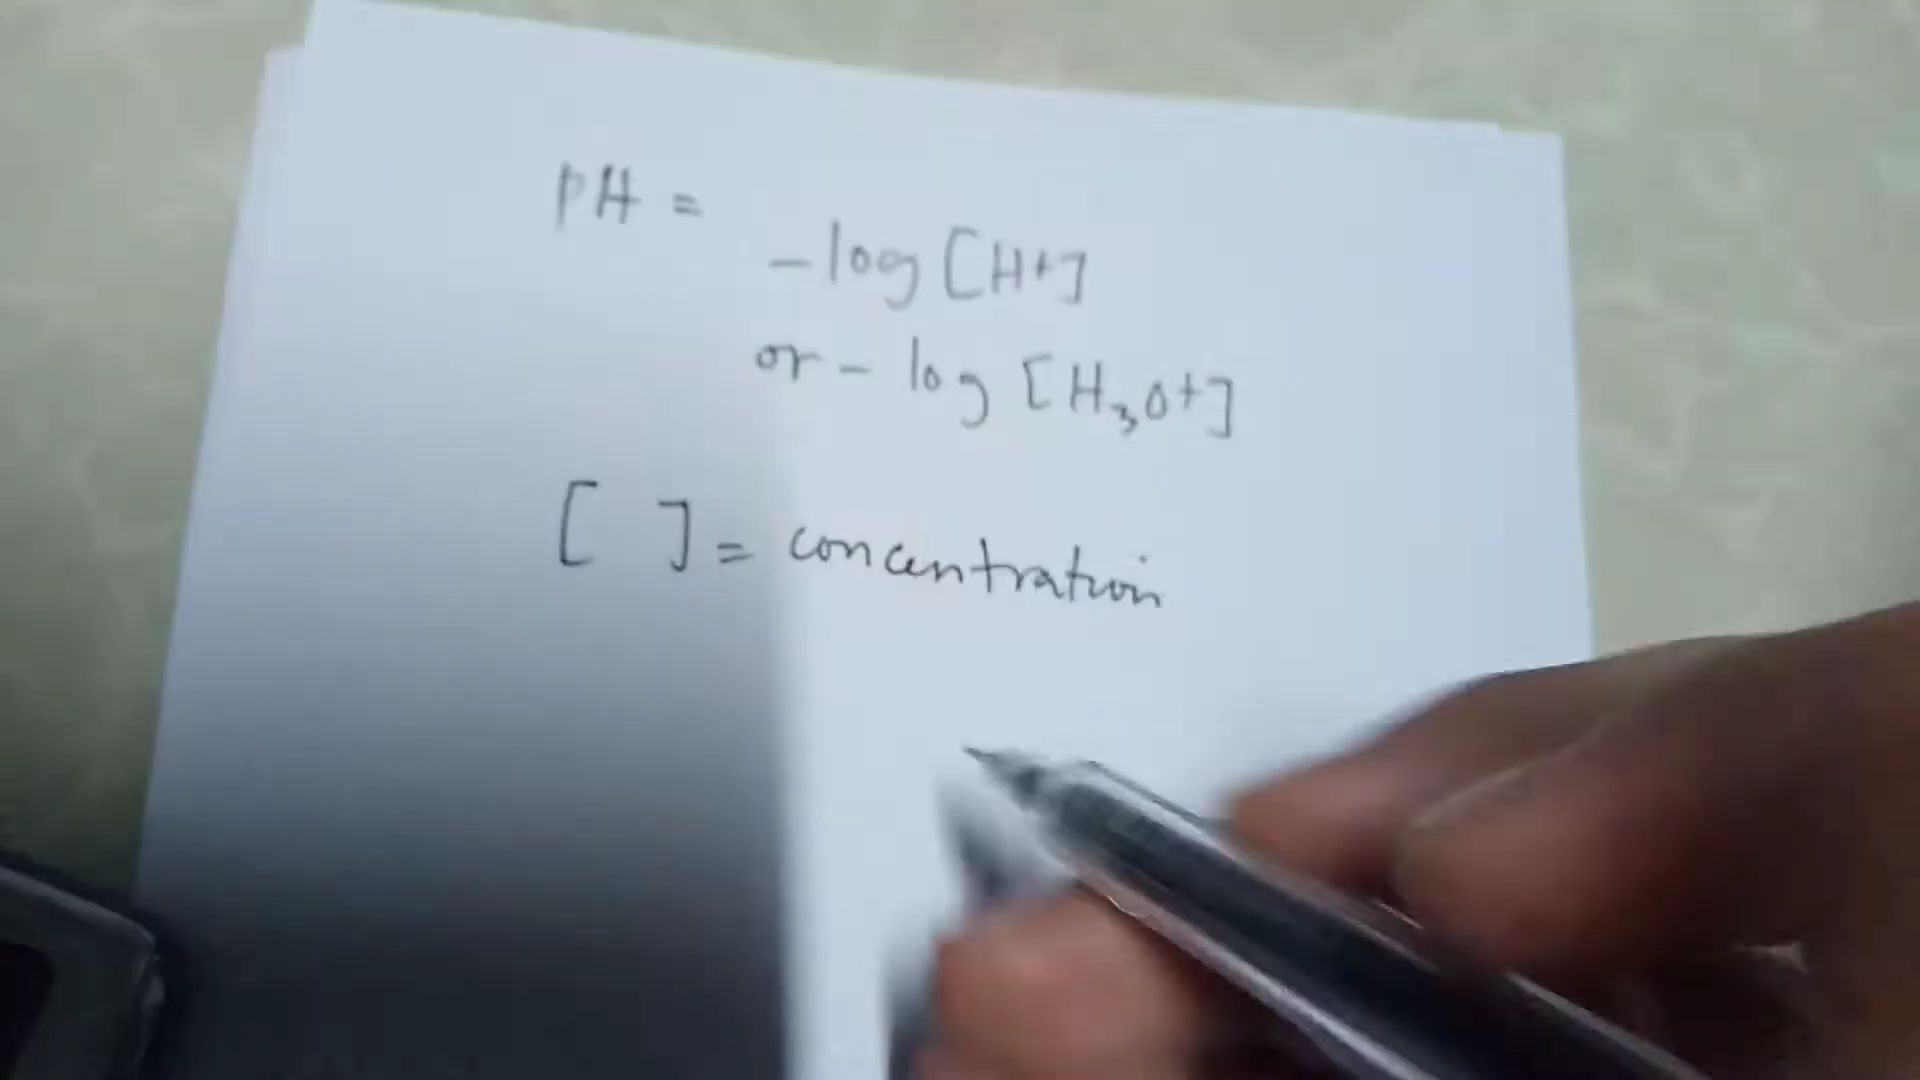 PH =
- log [H+]
or - log [H₃O+]
[ ] = concentration